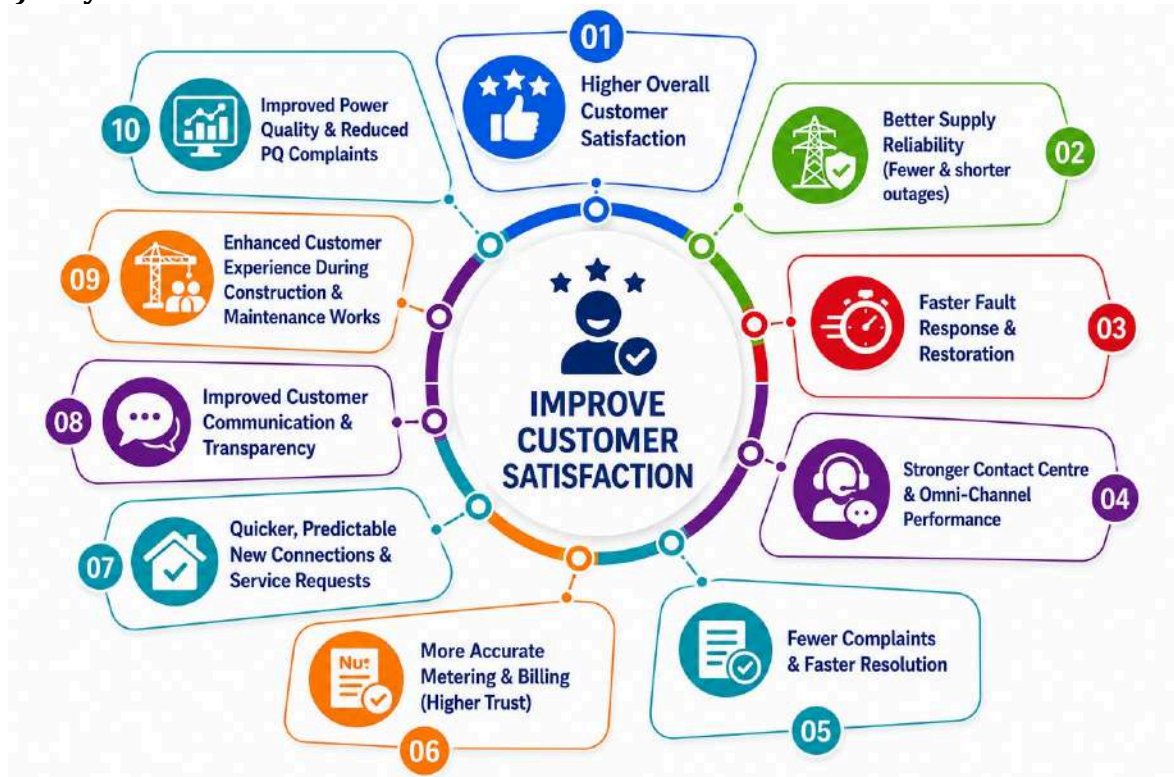 01
Higher Overall
Customer
Satisfaction
02
Better Supply
Reliability
(Fewer & shorter
outages)
03
Faster Fault
Response &
Restoration
04
Stronger Contact Centre
& Omni-Channel
Performance
05
Fewer Complaints
& Faster Resolution
06
More Accurate
Metering & Billing
(Higher Trust)
07
Quicker, Predictable
New Connections &
Service Requests
08
Improved Customer
Communication &
Transparency
09
Enhanced Customer
Experience During
Construction &
Maintenance Works
10
Improved Power
Quality & Reduced
PQ Complaints
IMPROVE
CUSTOMER
SATISFACTION